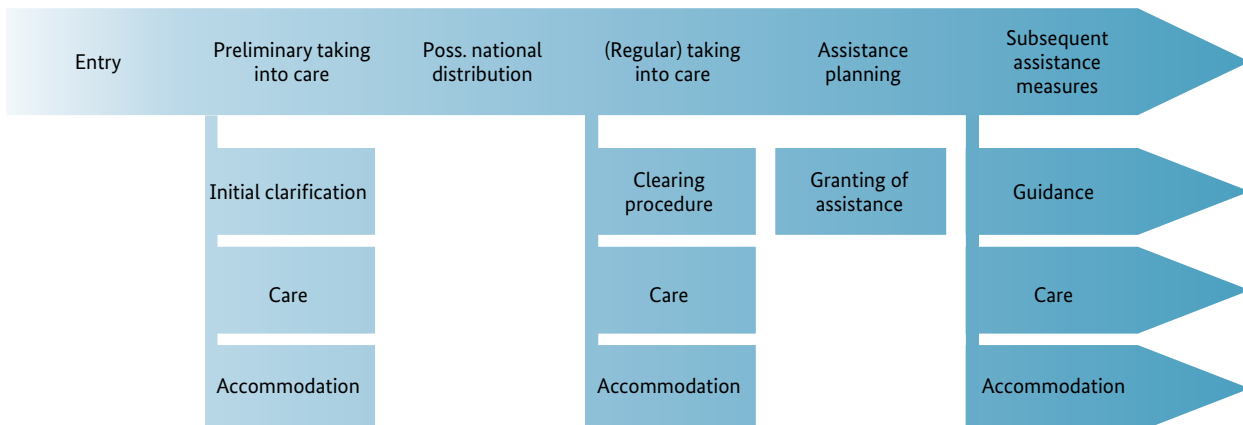 Entry
Preliminary taking
into care
Poss. national
distribution
(Regular) taking
into care
Assistance
planning
Subsequent
assistance
measures
Initial clarification
Clearing
procedure
Granting of
assistance
Guidance
Care
Care
Care
Accommodation
Accommodation
Accommodation